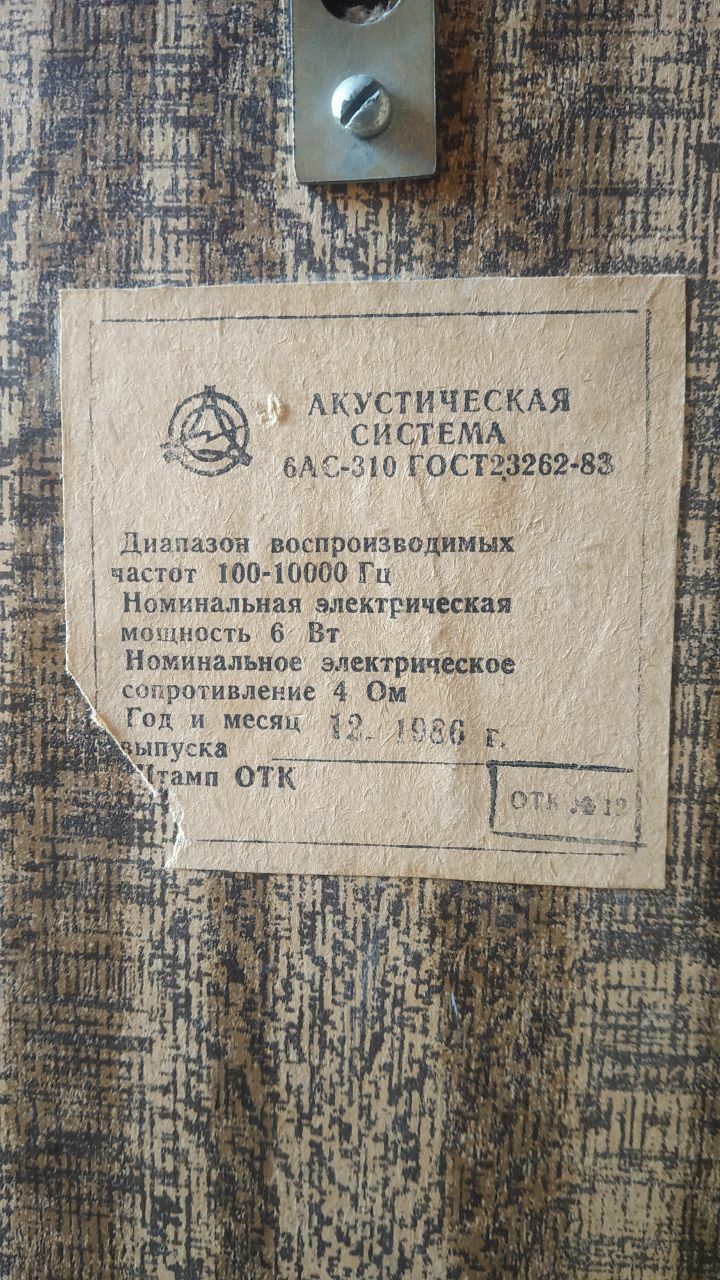 АКУСТИЧЕСКАЯ
СИСТЕМА
6АС-310 ГОСТ23262-83
Диапазон воспроизводимых
частот 100-10000 Гц
Номинальная электрическая
мощность 6 Вт
Номинальное электрическое
сопротивление 4 Ом
Год и месяц 12- 1986 г.
выпуска
Штамп ОТК
ОТК 12